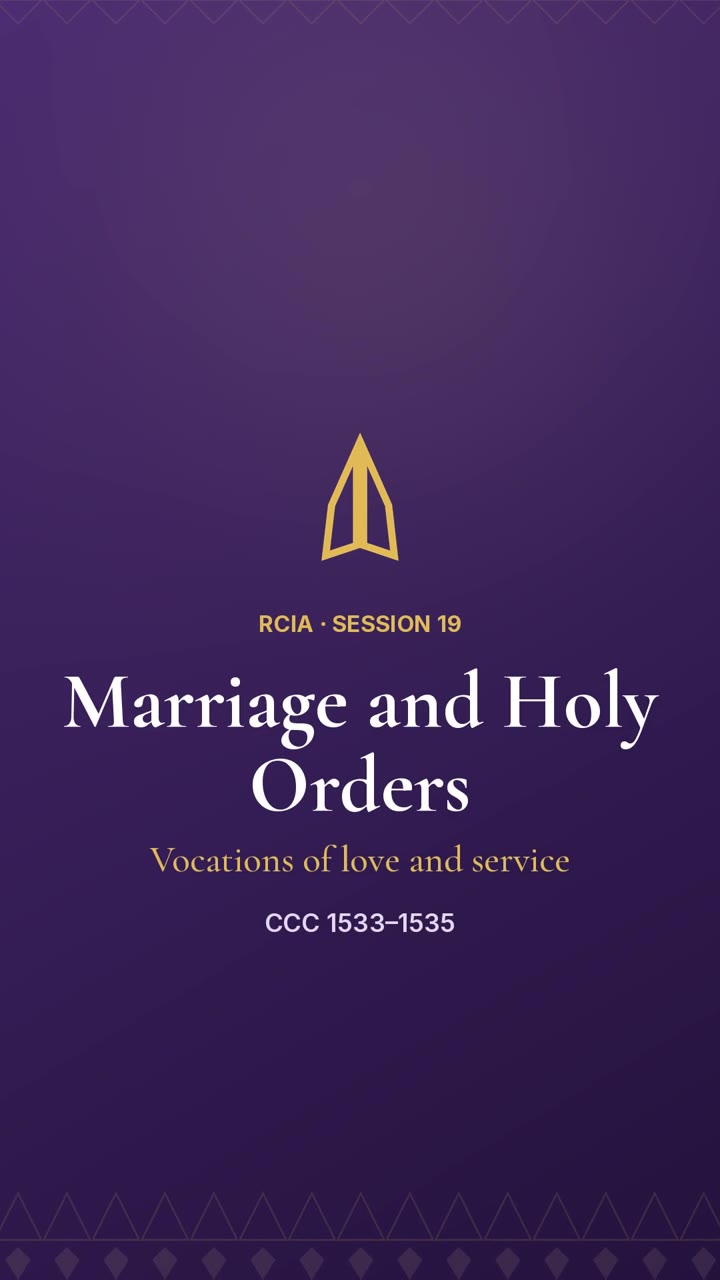 RCIA · SESSION 19
Marriage and Holy
Orders
Vocations of love and service
CCC 1533–1535